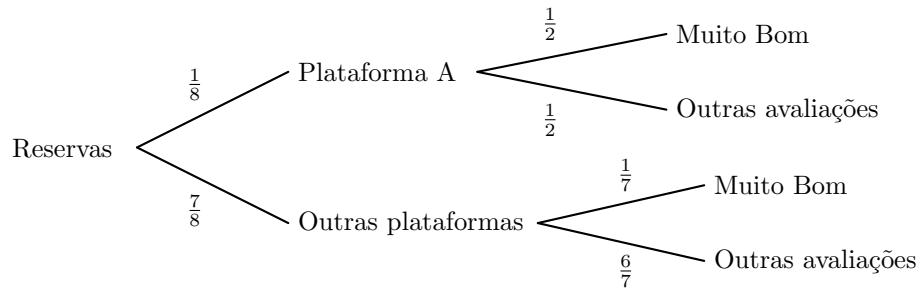 Reservas
1/8
Plataforma A
1/2
Muito Bom
1/2
Outras avaliações
7/8
Outras plataformas
1/7
Muito Bom
6/7
Outras avaliações